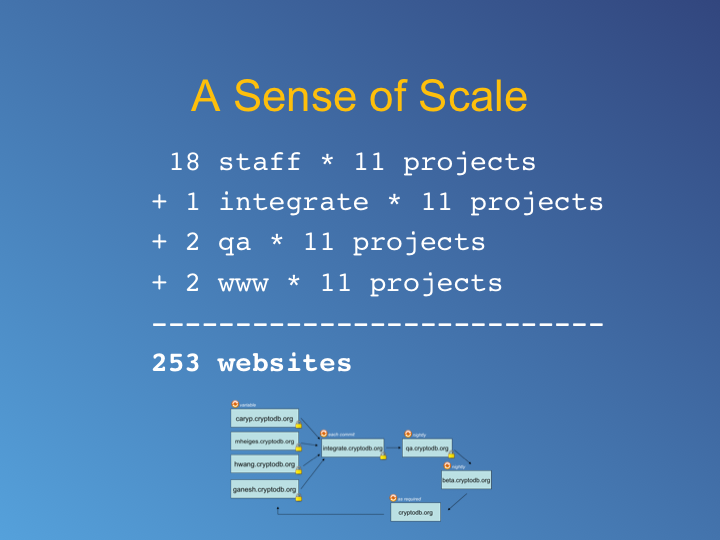 A Sense of Scale
18 staff * 11 projects
+ 1 integrate * 11 projects
+ 2 qa * 11 projects
+ 2 www * 11 projects
---------------------------
253 websites
variable
caryp.cryptodb.org
mheiges.cryptodb.org
hwang.cryptodb.org
ganesh.cryptodb.org
each commit
integrate.cryptodb.org
nightly
qa.cryptodb.org
nightly
beta.cryptodb.org
as required
cryptodb.org